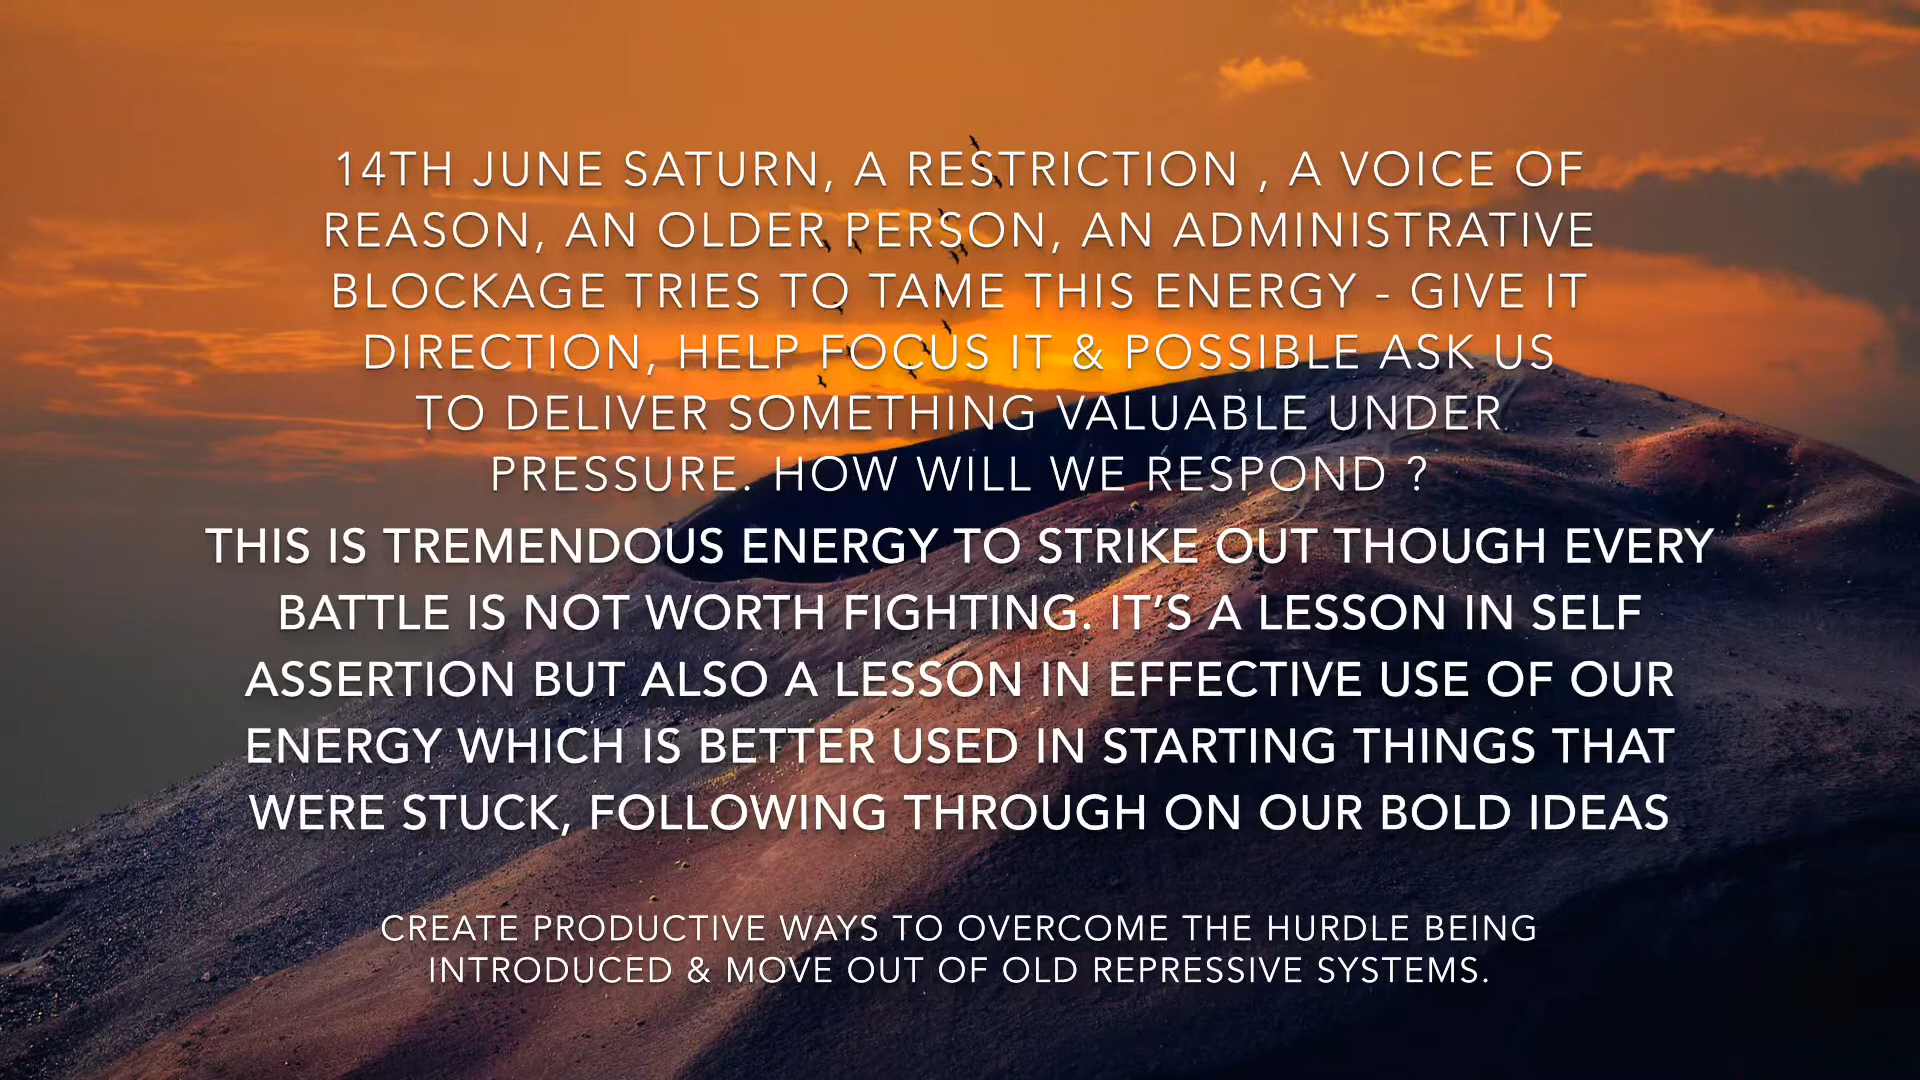 14TH JUNE SATURN, A RESTRICTION , A VOICE OF
REASON, AN OLDER PERSON, AN ADMINISTRATIVE
BLOCKAGE TRIES TO TAME THIS ENERGY - GIVE IT
DIRECTION, HELP FOCUS IT & POSSIBLE ASK US
TO DELIVER SOMETHING VALUABLE UNDER
PRESSURE. HOW WILL WE RESPOND ?
THIS IS TREMENDOUS ENERGY TO STRIKE OUT THOUGH EVERY
BATTLE IS NOT WORTH FIGHTING. IT’S A LESSON IN SELF
ASSERTION BUT ALSO A LESSON IN EFFECTIVE USE OF OUR
ENERGY WHICH IS BETTER USED IN STARTING THINGS THAT
WERE STUCK, FOLLOWING THROUGH ON OUR BOLD IDEAS
CREATE PRODUCTIVE WAYS TO OVERCOME THE HURDLE BEING
INTRODUCED & MOVE OUT OF OLD REPRESSIVE SYSTEMS.